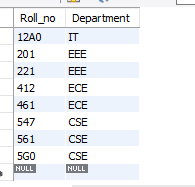 Roll_no Department
12A0 IT
201 EEE
221 EEE
412 ECE
461 ECE
547 CSE
561 CSE
5G0 CSE
NULL NULL